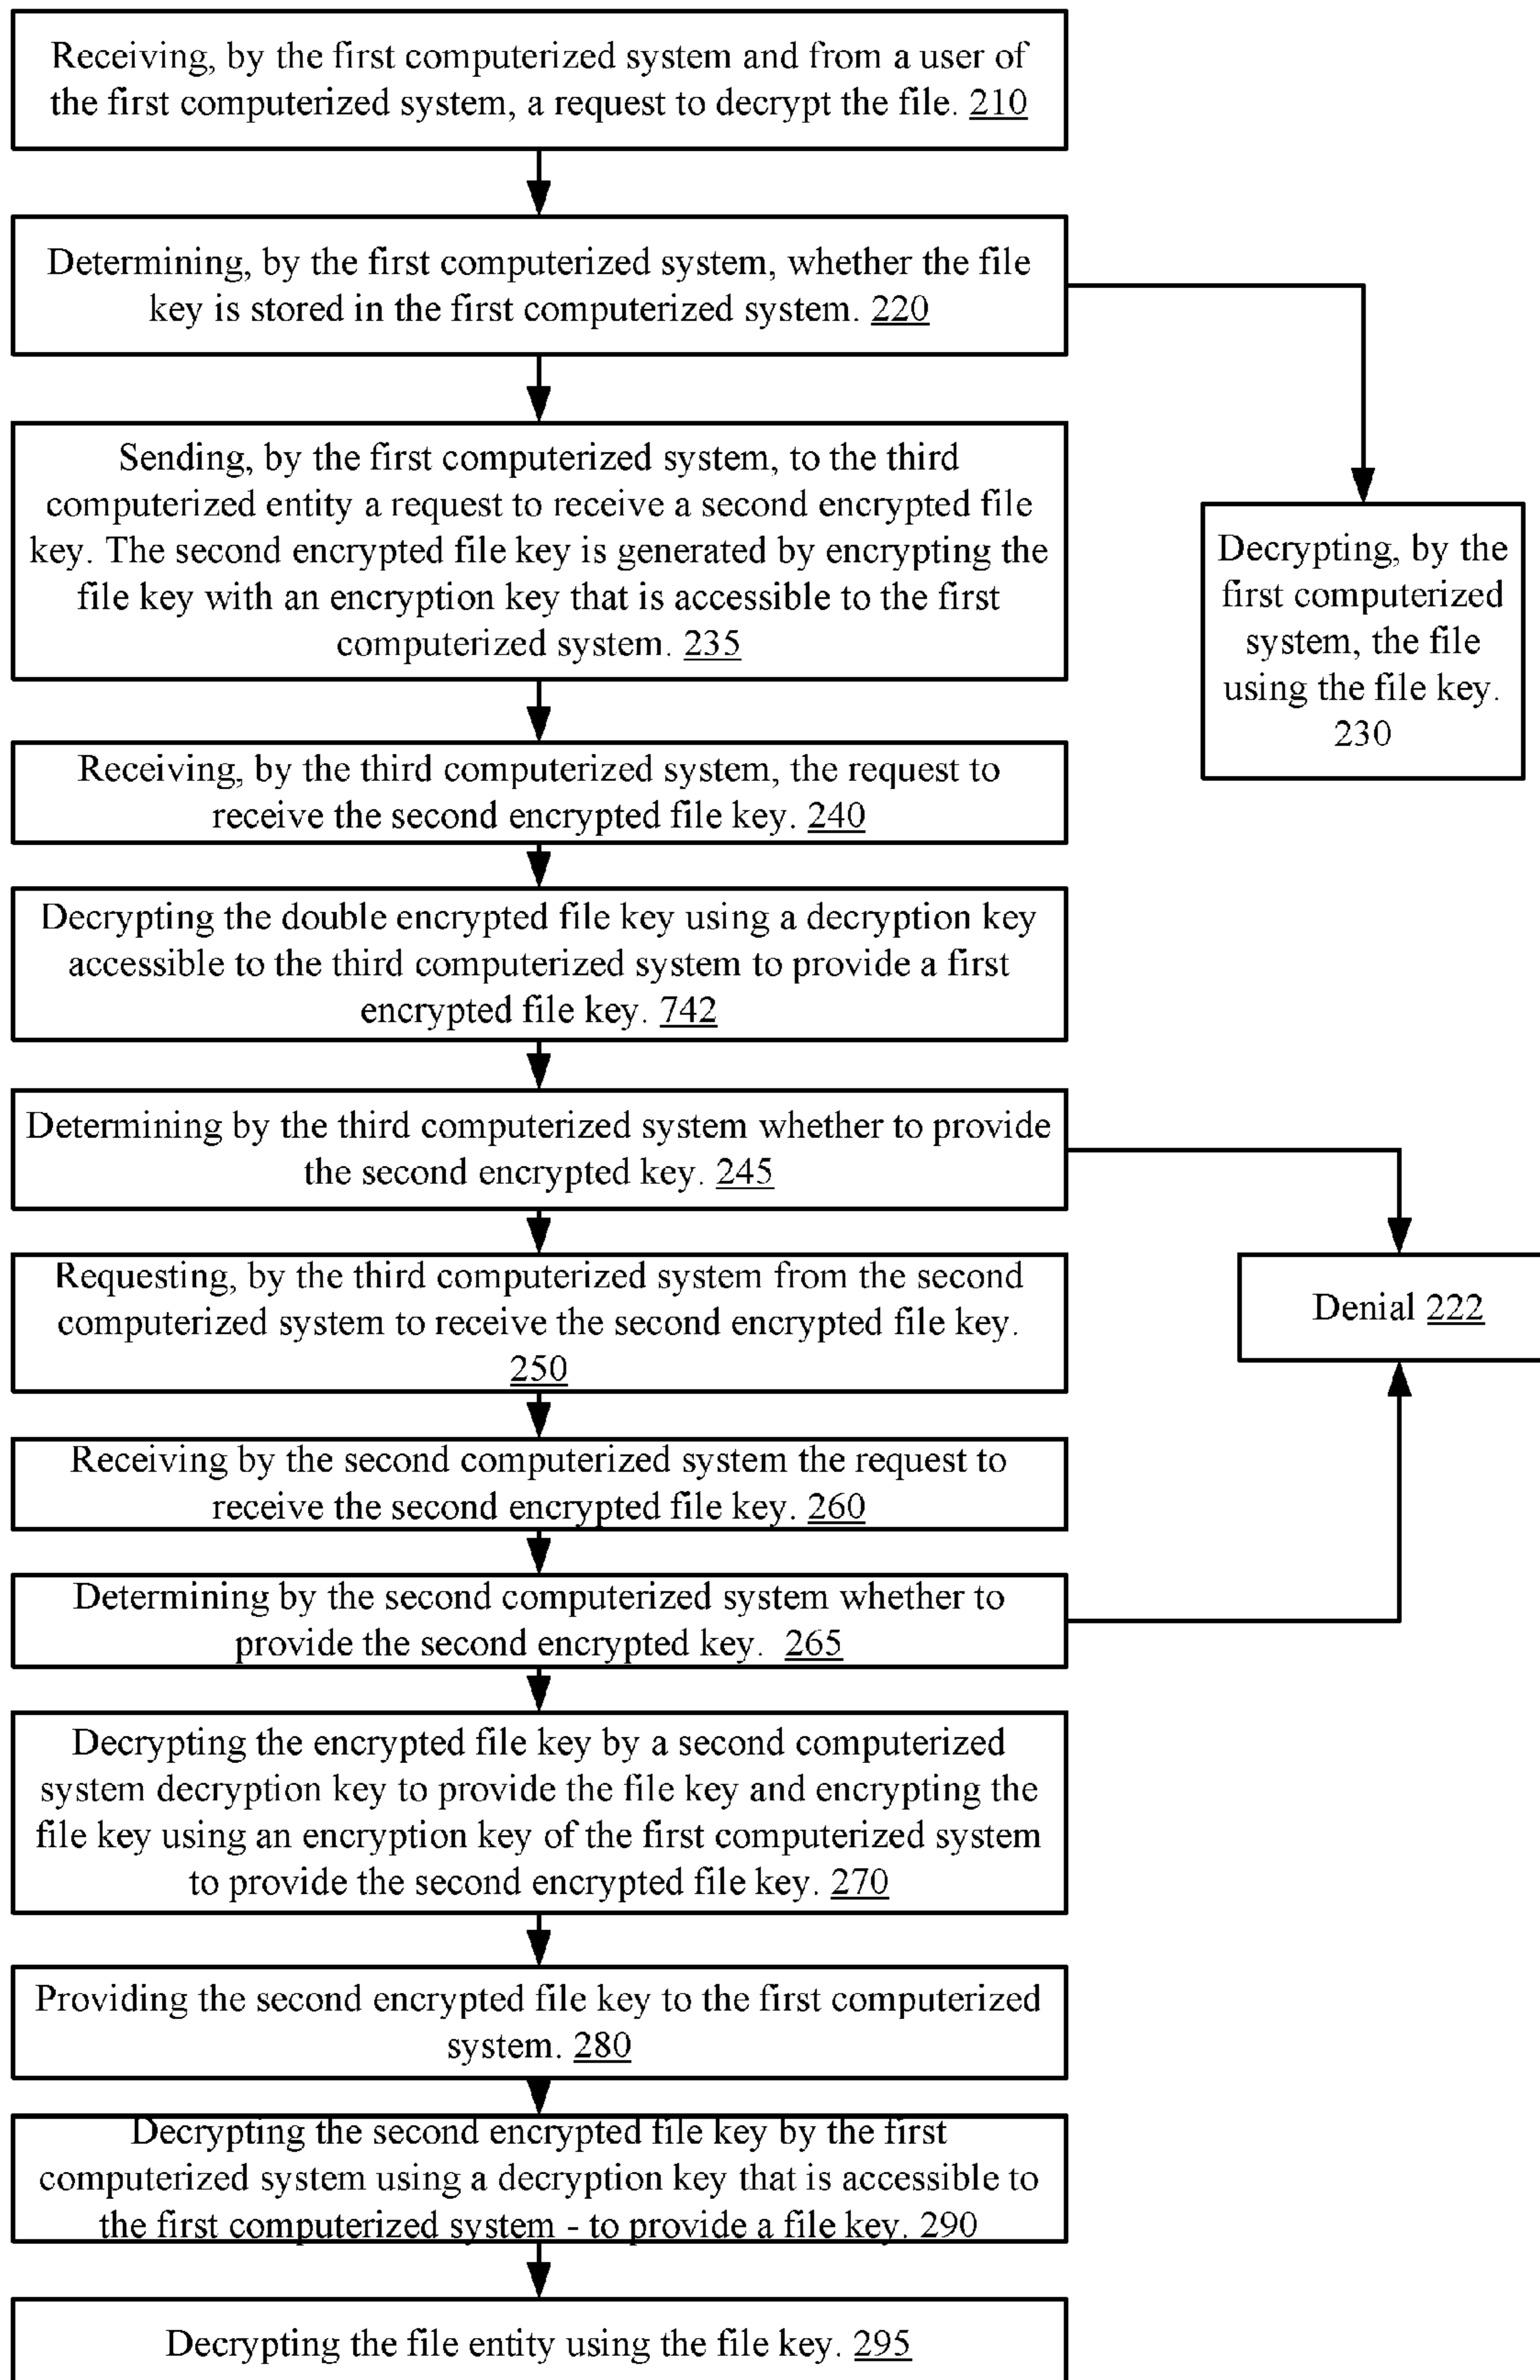 Receiving, by the first computerized system and from a user of
the first computerized system, a request to decrypt the file. 210
Determining, by the first computerized system, whether the file
key is stored in the first computerized system. 220
Sending, by the first computerized system, to the third
computerized entity a request to receive a second encrypted file
key. The second encrypted file key is generated by encrypting the
file key with an encryption key that is accessible to the first
computerized system. 235
Decrypting, by the
first computerized
system, the file
using the file key.
230
Receiving, by the third computerized system, the request to
receive the second encrypted file key. 240
Decrypting the double encrypted file key using a decryption key
accessible to the third computerized system to provide a first
encrypted file key. 742
Determining by the third computerized system whether to provide
the second encrypted key. 245
Requesting, by the third computerized system from the second
computerized system to receive the second encrypted file key.
250
Denial 222
Receiving by the second computerized system the request to
receive the second encrypted file key. 260
Determining by the second computerized system whether to
provide the second encrypted key. 265
Decrypting the encrypted file key by a second computerized
system decryption key to provide the file key and encrypting the
file key using an encryption key of the first computerized system
to provide the second encrypted file key. 270
Providing the second encrypted file key to the first computerized
system. 280
Decrypting the second encrypted file key by the first
computerized system using a decryption key that is accessible to
the first computerized system - to provide a file key. 290
Decrypting the file entity using the file key. 295